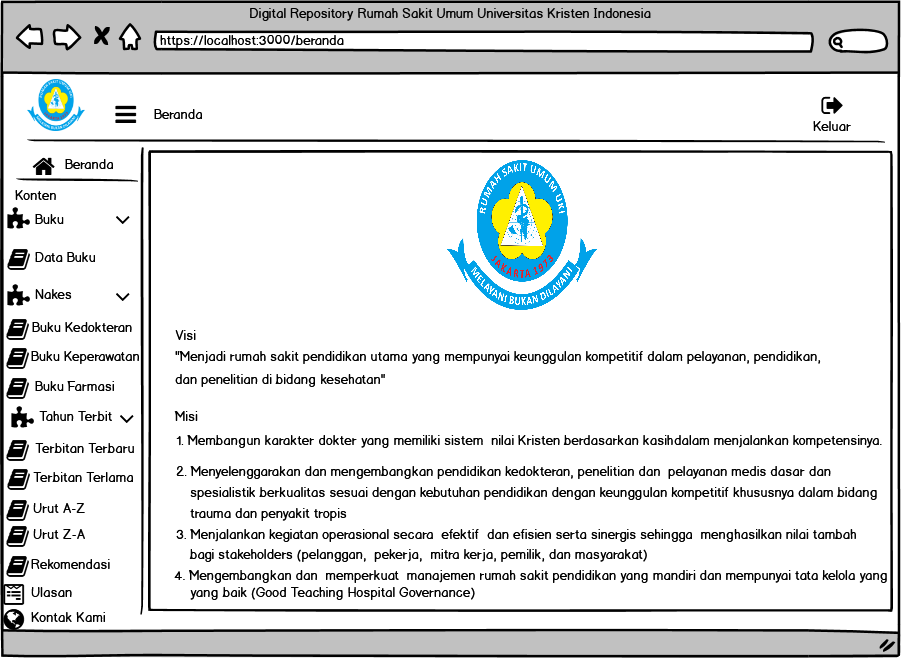 Digital Repository Rumah Sakit Umum Universitas Kristen Indonesia
https://localhost:3000/beranda
Beranda
Keluar
Beranda
Konten
Buku
Data Buku
Nakes
Buku Kedokteran
Buku Keperawatan
Buku Farmasi
Tahun Terbit
Terbitan Terbaru
Terbitan Terlama
Urut A-Z
Urut Z-A
Rekomendasi
Ulasan
Kontak Kami
RUMAH SAKIT UMUM UKI
JAKARTA 1973
MELAYANI BUKAN DILAYANI
Visi
"Menjadi rumah sakit pendidikan utama yang mempunyai keunggulan kompetitif dalam pelayanan, pendidikan,
dan penelitian di bidang kesehatan"
Misi
1. Membangun karakter dokter yang memiliki sistem nilai Kristen berdasarkan kasihdalam menjalankan kompetensinya.
2. Menyelenggarakan dan mengembangkan pendidikan kedokteran, penelitian dan pelayanan medis dasar dan
spesialistik berkualitas sesuai dengan kebutuhan pendidikan dengan keunggulan kompetitif khususnya dalam bidang
trauma dan penyakit tropis
3. Menjalankan kegiatan operasional secara efektif dan efisien serta sinergis sehingga menghasilkan nilai tambah
bagi stakeholders (pelanggan, pekerja, mitra kerja, pemilik, dan masyarakat)
4. Mengembangkan dan memperkuat manajemen rumah sakit pendidikan yang mandiri dan mempunyai tata kelola yang
yang baik (Good Teaching Hospital Governance)